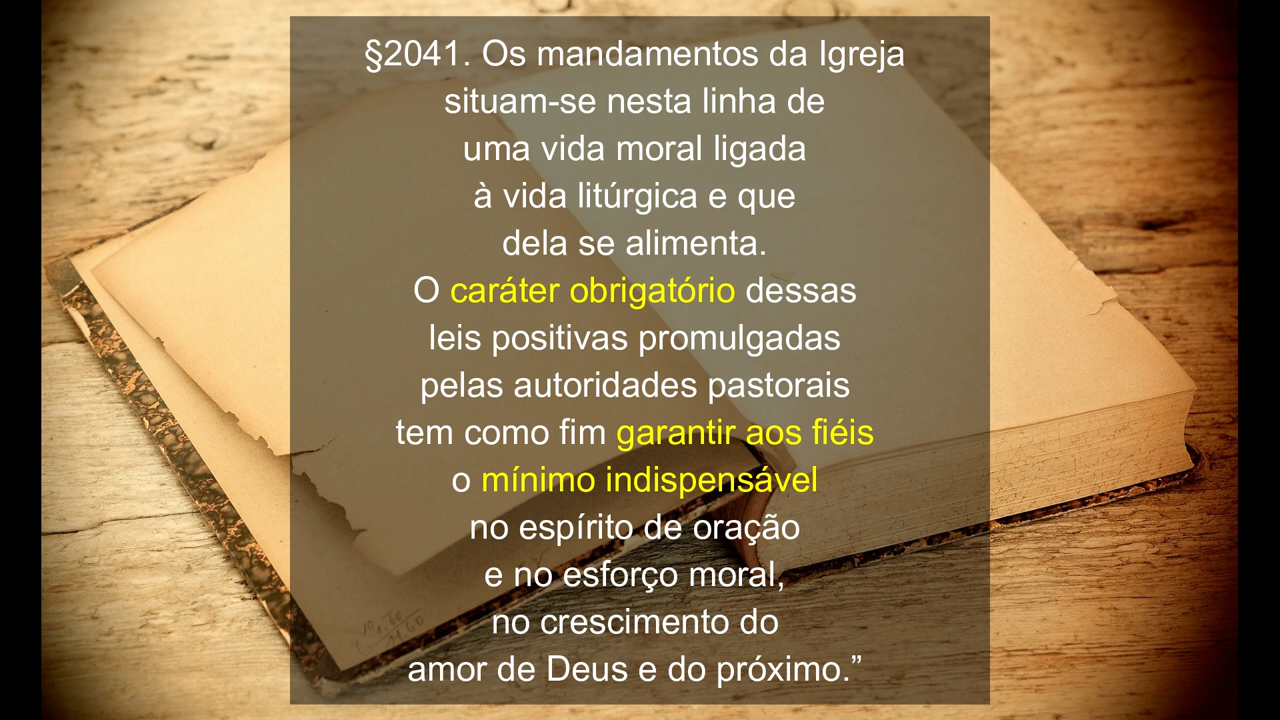 §2041. Os mandamentos da Igreja
situam-se nesta linha de
uma vida moral ligada
à vida litúrgica e que
dela se alimenta.
O caráter obrigatório dessas
leis positivas promulgadas
pelas autoridades pastorais
tem como fim garantir aos fiéis
o mínimo indispensável
no espírito de oração
e no esforço moral,
no crescimento do
amor de Deus e do próximo.”